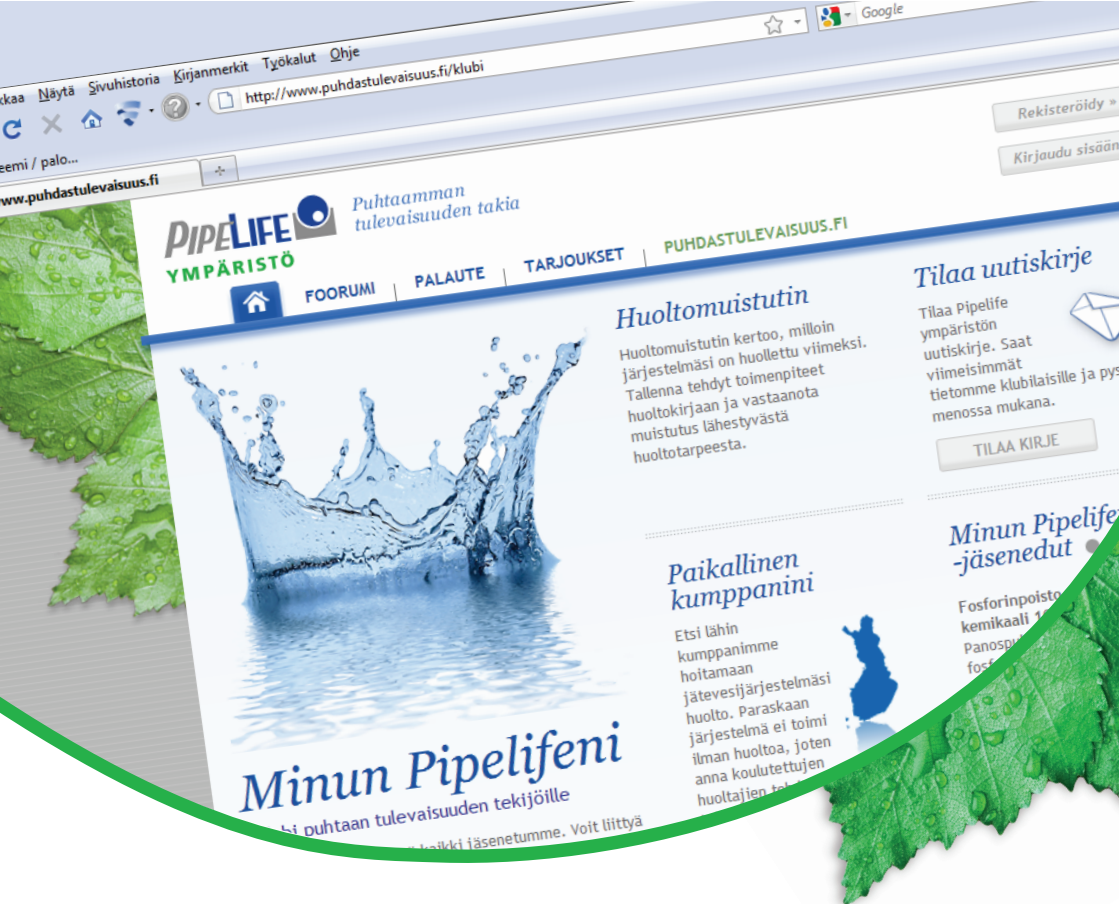 Näytä Sivuhistoria Kirjanmerkit Työkalut Ohje
http://www.puhdastulevaisuus.fi/klubi
Google
/ palo...
www.puhdastulevaisuus.fi
Rekisteröidy »
Kirjaudu sisään
PIPELIFE
YMPÄRISTÖ
Puhtaamman
tulevaisuuden takia
FOORUMI | PALAUTE | TARJOUKSET | PUHDASTULEVAISUUS.FI
Huoltomuistutin
Huoltomuistutin kertoo, milloin
järjestelmäsi on huollettu viimeksi.
Tallenna tehdyt toimenpiteet
huoltokirjaan ja vastaanota
muistutus lähestyvästä
huoltotarpeesta.
Tilaa uutiskirje
Tilaa Pipelife
ympäristön
uutiskirje. Saat
viimeisimmät
tietomme klubilaisille ja
menossa mukana.
TILAA KIRJE
Paikallinen
kumppanini
Etsi lähin
kumppanimme
hoitamaan
jätevesijärjestelmäsi
huolto. Paraskaan
järjestelmä ei toimi
ilman huoltoa, joten
anna koulutettujen
huoltajien
Minun
-jäsenedut
Fosforinpoisto
kemikaali
Minun Pipelifeni
puhtaan tulevaisuuden tekijöille
kaikki jäsenetumme. Voit liittyä